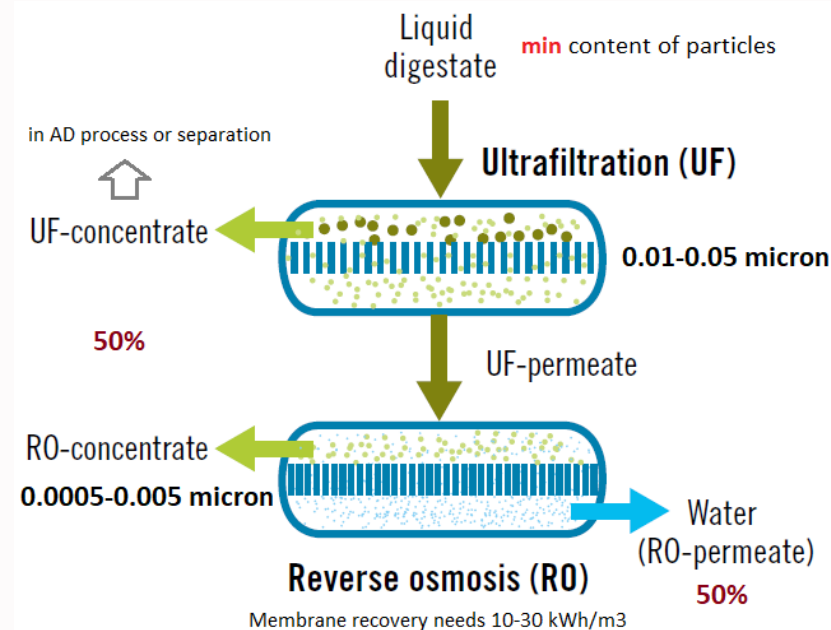 Liquid
digestate
min content of particles
in AD process or separation
Ultrafiltration (UF)
UF-concentrate
0.01-0.05 micron
50%
UF-permeate
RO-concentrate
0.0005-0.005 micron
Water
(RO-permeate)
50%
Reverse osmosis (RO)
Membrane recovery needs 10-30 kWh/m3